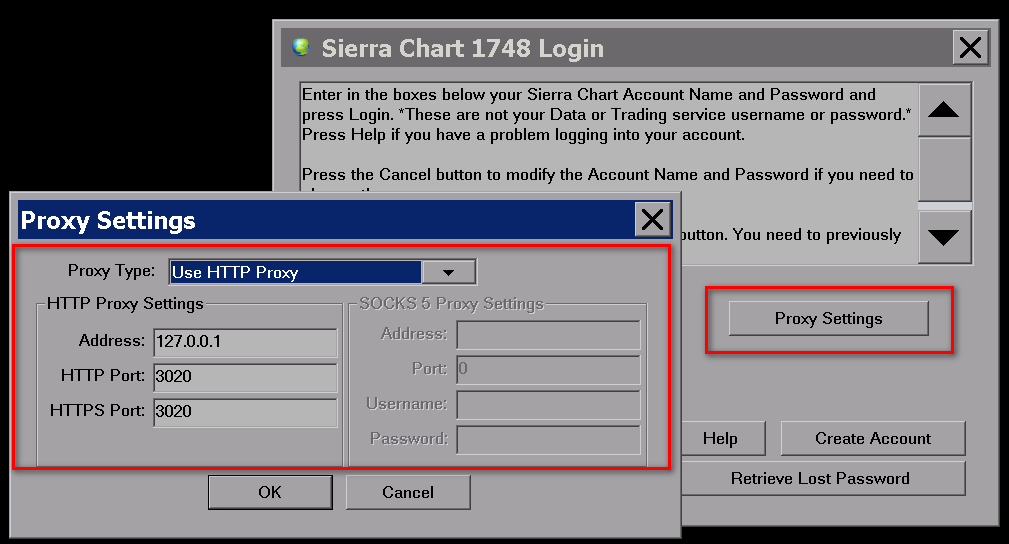 Sierra Chart 1748 Login
Enter in the boxes below your Sierra Chart Account Name and Password and
press Login. *These are not your Data or Trading service username or password.*
Press Help if you have a problem logging into your account.
Press the Cancel button to modify the Account Name and Password if you need to
button. You need to previously
Proxy Settings
Help
Create Account
Retrieve Lost Password
Proxy Settings
Proxy Type: Use HTTP Proxy
HTTP Proxy Settings
Address: 127.0.0.1
HTTP Port: 3020
HTTPS Port: 3020
SOCKS 5 Proxy Settings
Address:
Port: 0
Username:
Password:
OK
Cancel